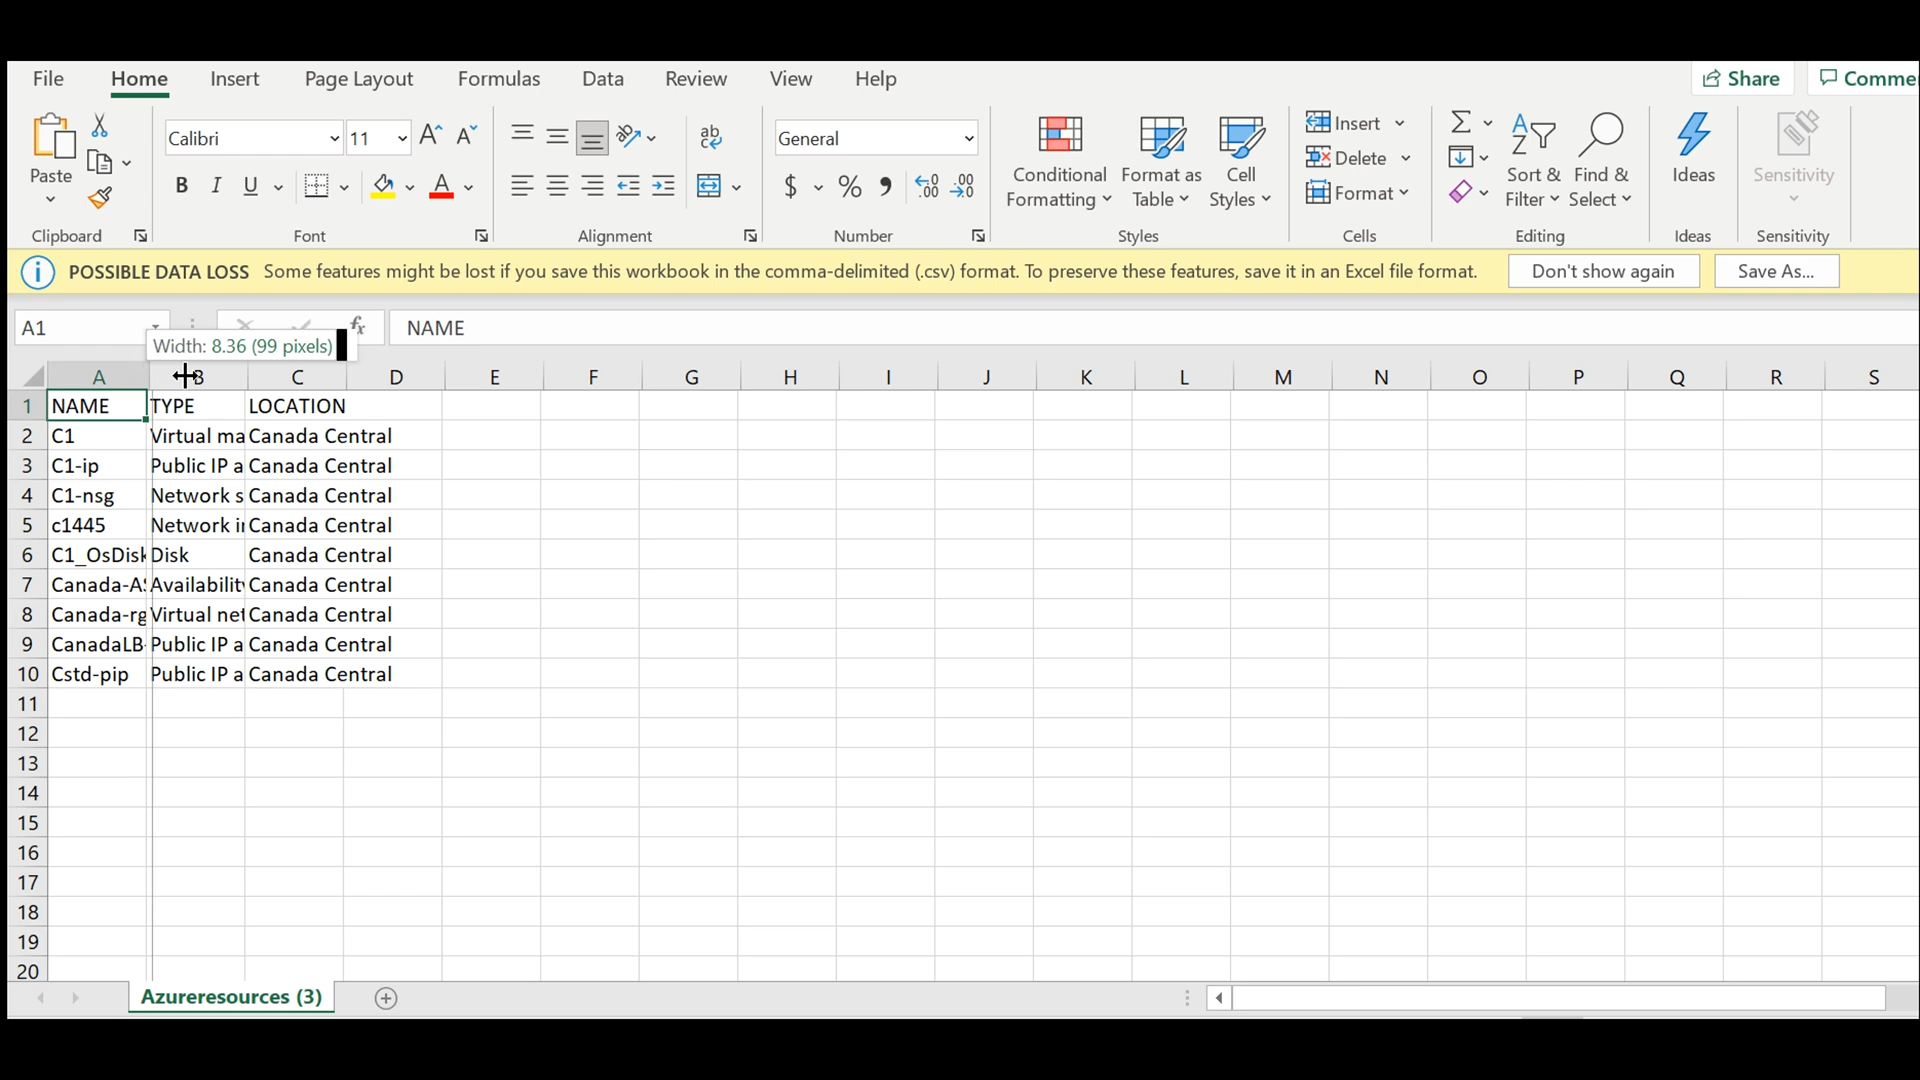 File Home Insert Page Layout Formulas Data Review View Help Share
Paste
Clipboard
Calibri 11
B I U A
Font
ab
Alignment
General
$ %
Number
Conditional Formatting
Format as Table
Cell Styles
Styles
Insert
Delete
Format
Cells
Sort & Filter
Find & Select
Editing
Ideas
Ideas
Sensitivity
Sensitivity
POSSIBLE DATA LOSS Some features might be lost if you save this workbook in the comma-delimited (.csv) format. To preserve these features, save it in an Excel file format. Don't show again Save As...
A1 fx NAME
Width: 8.36 (99 pixels)
A B C D E F G H I J K L M N O P Q R S
1 NAME TYPE LOCATION
2 C1 Virtual ma Canada Central
3 C1-ip Public IP a Canada Central
4 C1-nsg Network s Canada Central
5 c1445 Network i Canada Central
6 C1_OsDisk Disk Canada Central
7 Canada-AS Availability Canada Central
8 Canada-rg Virtual net Canada Central
9 CanadaLB- Public IP a Canada Central
10 Cstd-pip Public IP a Canada Central
11
12
13
14
15
16
17
18
19
20
Azureresources (3)